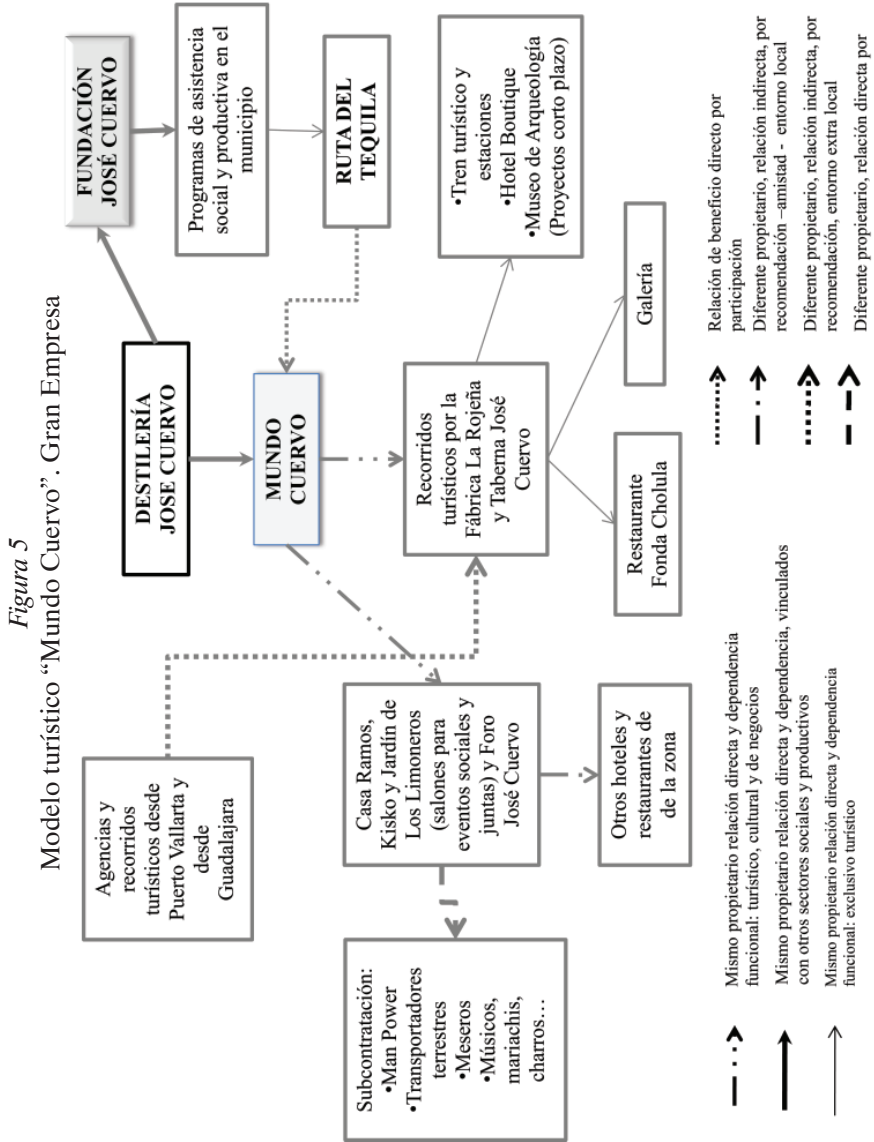 Figura 5
Modelo turístico “Mundo Cuervo”. Gran Empresa
Agencias y
recorridos
turísticos desde
Puerto Vallarta y
desde
Guadalajara
DESTILERÍA
JOSE CUERVO
FUNDACIÓN
JOSÉ CUERVO
Programas de asistencia
social y productiva en el
municipio
MUNDO
CUERVO
RUTA DEL
TEQUILA
Subcontratación:
•Man Power
•Transportadores
terrestres
•Meseros
•Músicos,
mariachis,
charros…
Casa Ramos,
Kisko y Jardín de
Los Limoneros
(salones para
eventos sociales y
juntas) y Foro
José Cuervo
Recorridos
turísticos por la
Fábrica La Rojeña
y Taberna José
Cuervo
•Tren turístico y
estaciones
•Hotel Boutique
•Museo de Arqueología
(Proyectos corto plazo)
Otros hoteles y
restaurantes de
de la zona
Restaurante
Fonda Cholula
Galería
Mismo propietario relación directa y dependencia
funcional: turístico, cultural y de negocios
Mismo propietario relación directa y dependencia, vinculados
con otros sectores sociales y productivos
Mismo propietario relación directa y dependencia
funcional: exclusivo turístico
Relación de beneficio directo por
participación
Diferente propietario, relación indirecta, por
recomendación –amistad - entorno local
Diferente propietario, relación indirecta, por
recomendación, entorno extra local
Diferente propietario, relación directa por